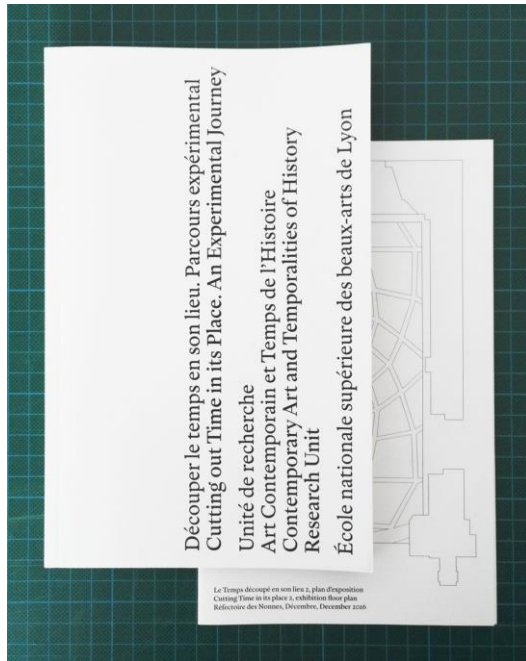 Découper le temps en son lieu. Parcours expérimental
Cutting out Time in its Place. An Experimental Journey
Unité de recherche
Art Contemporain et Temps de l'Histoire
Contemporary Art and Temporalities of History
Research Unit
École nationale supérieure des beaux-arts de Lyon
Le Temps découpé en son lieu 2, plan d'exposition
Cutting Time in its place 2, exhibition floor plan
Réfectoire des Nonnes, Décembre, December 2016